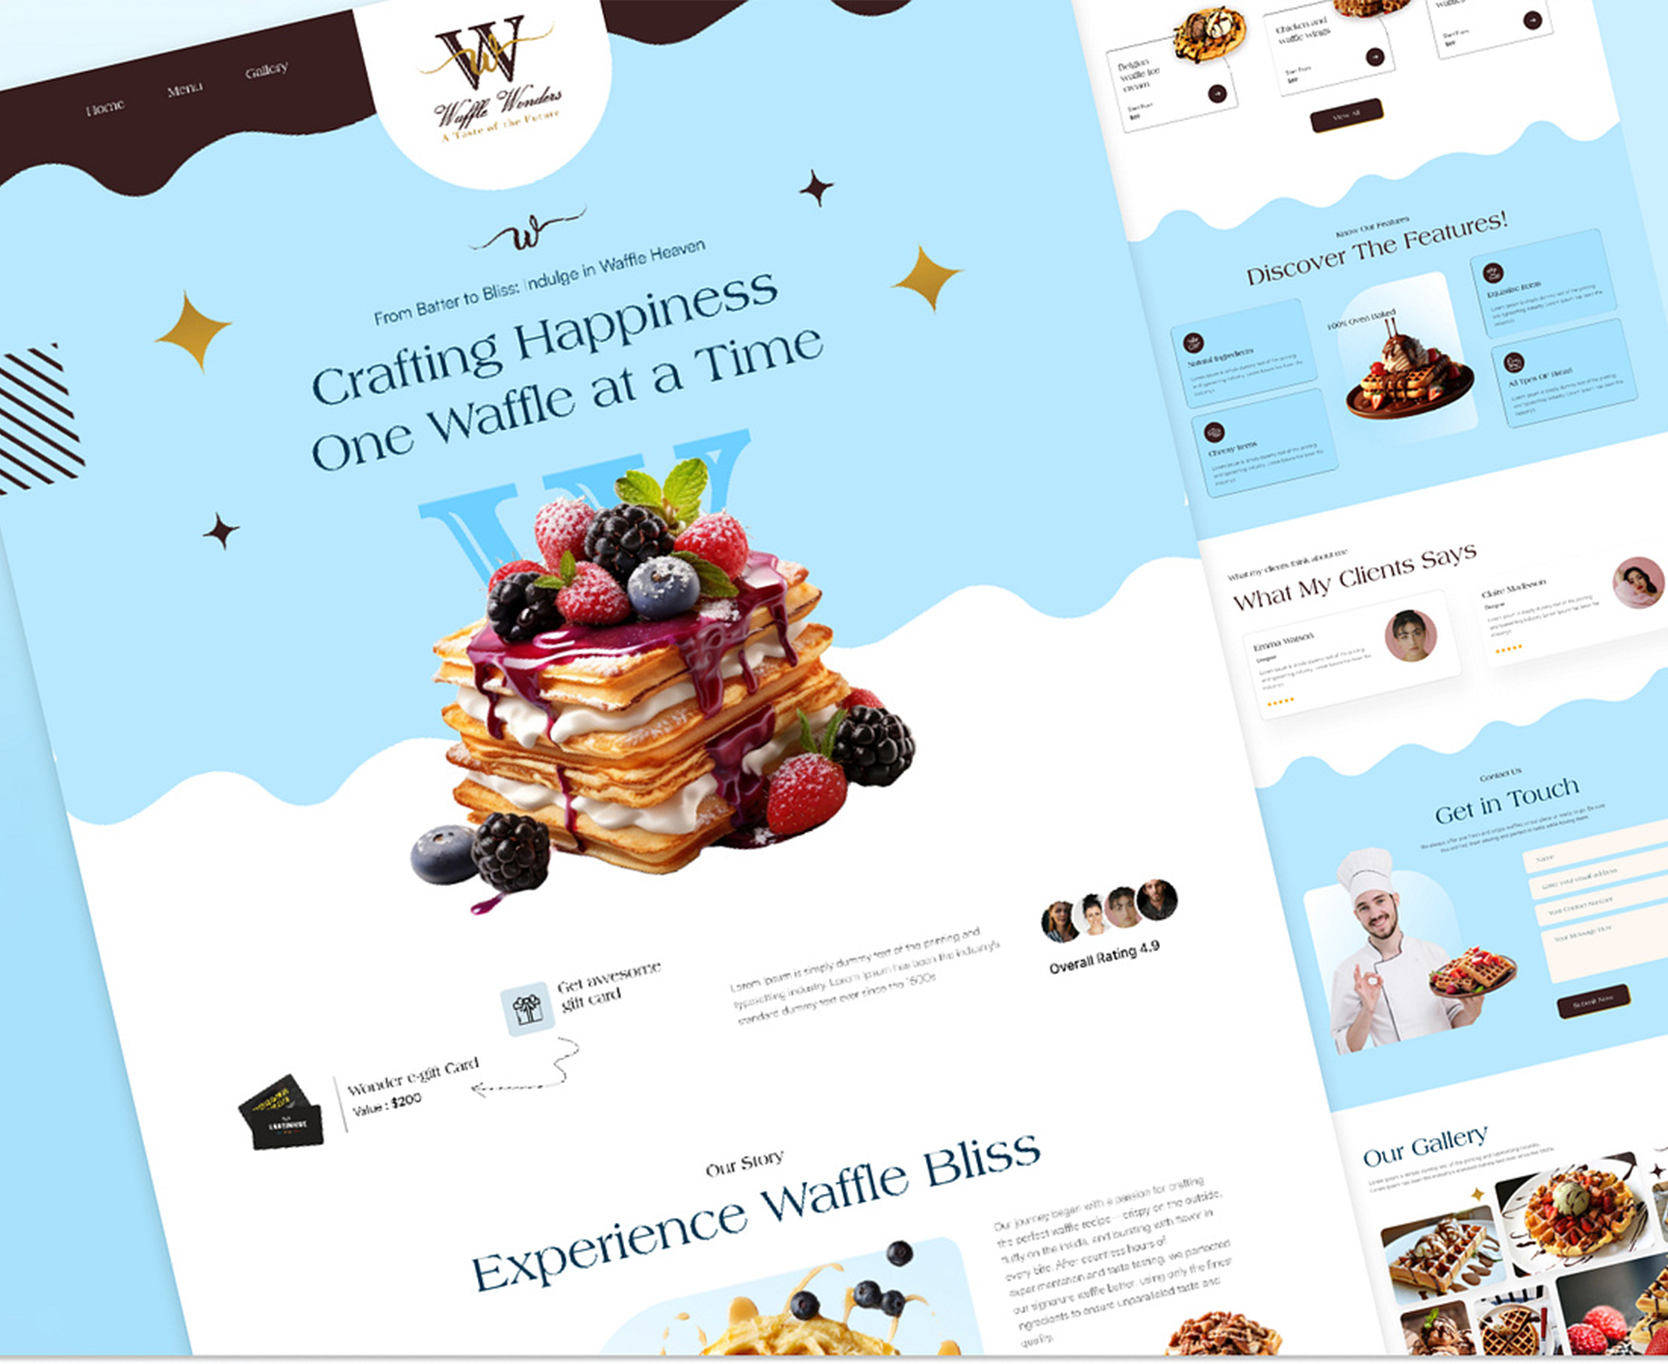 Home
Menu
Gallery
W
w
Waffle Wonders
A Taste of the Future
w
From Batter to Bliss: Indulge in Waffle Heaven
Crafting Happiness
One Waffle at a Time
W
Get awesome
gift card
Wonder e-gift Card
Value : $200
Lorem Ipsum is simply dummy text of the printing and
typesetting industry. Lorem Ipsum has been the industry's
standard dummy text ever since the 1500s
Overall Rating 4.9
Our Story
Experience Waffle Bliss
Our journey began with a passion for crafting
the perfect waffle recipe—crispy on the outside,
fluffy on the inside, and bursting with flavor in
every bite. After countless hours of
experimentation and taste testing, we perfected
our signature waffle batter, using only the finest
ingredients to ensure unparalleled taste and
quality.
Belgian
waffle ice
cream
Start From
Chicken and
waffle wings
Start From
waffles
Start From
View All
Know Our Features
Discover The Features!
Natural Ingredients
Cheesy Items
100% Oven Baked
Exquisite Items
What my clients think about me
What My Clients Says
Emma Watson
Designer
Claire Madisson
Designer
Contact Us
Get in Touch
Name
Enter your email address
Your Contact Number
Your Message Here
Submit Now
Our Gallery